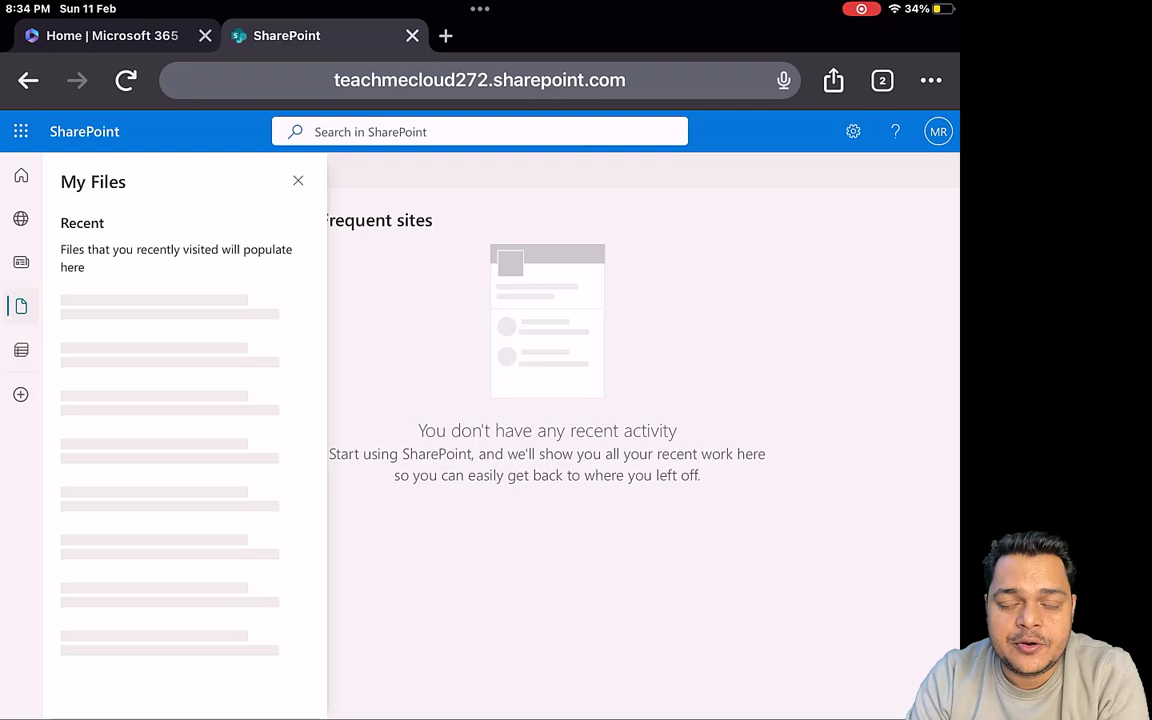 8:34 PM Sun 11 Feb
34%
Home | Microsoft 365
SharePoint
teachmecloud272.sharepoint.com
2
SharePoint
Search in SharePoint
?
MR
My Files
Recent
Files that you recently visited will populate
here
Frequent sites
You don't have any recent activity
Start using SharePoint, and we'll show you all your recent work here
so you can easily get back to where you left off.